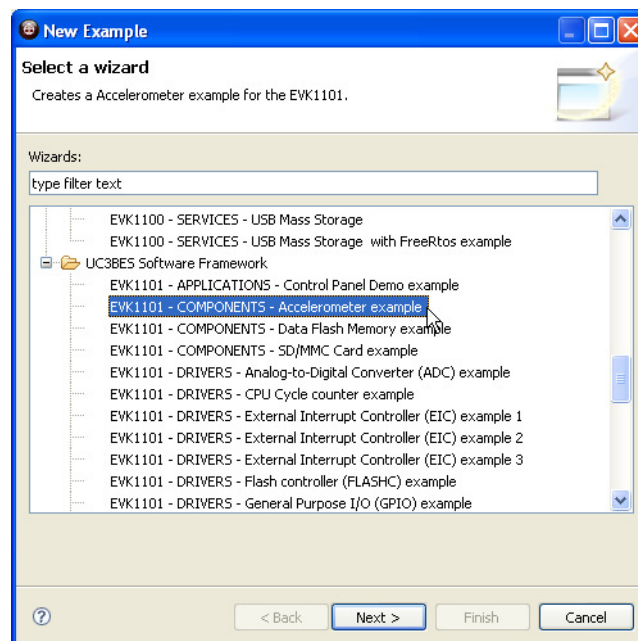 New Example
Select a wizard
Creates a Accelerometer example for the EVK1101.
Wizards:
type filter text
EVK1100 - SERVICES - USB Mass Storage
EVK1100 - SERVICES - USB Mass Storage with FreeRtos example
UC3BES Software Framework
EVK1101 - APPLICATIONS - Control Panel Demo example
EVK1101 - COMPONENTS - Accelerometer example
EVK1101 - COMPONENTS - Data Flash Memory example
EVK1101 - COMPONENTS - SD/MMC Card example
EVK1101 - DRIVERS - Analog-to-Digital Converter (ADC) example
EVK1101 - DRIVERS - CPU Cycle counter example
EVK1101 - DRIVERS - External Interrupt Controller (EIC) example 1
EVK1101 - DRIVERS - External Interrupt Controller (EIC) example 2
EVK1101 - DRIVERS - External Interrupt Controller (EIC) example 3
EVK1101 - DRIVERS - Flash controller (FLASHC) example
EVK1101 - DRIVERS - General Purpose I/O (GPIO) example
? < Back Next > Finish Cancel